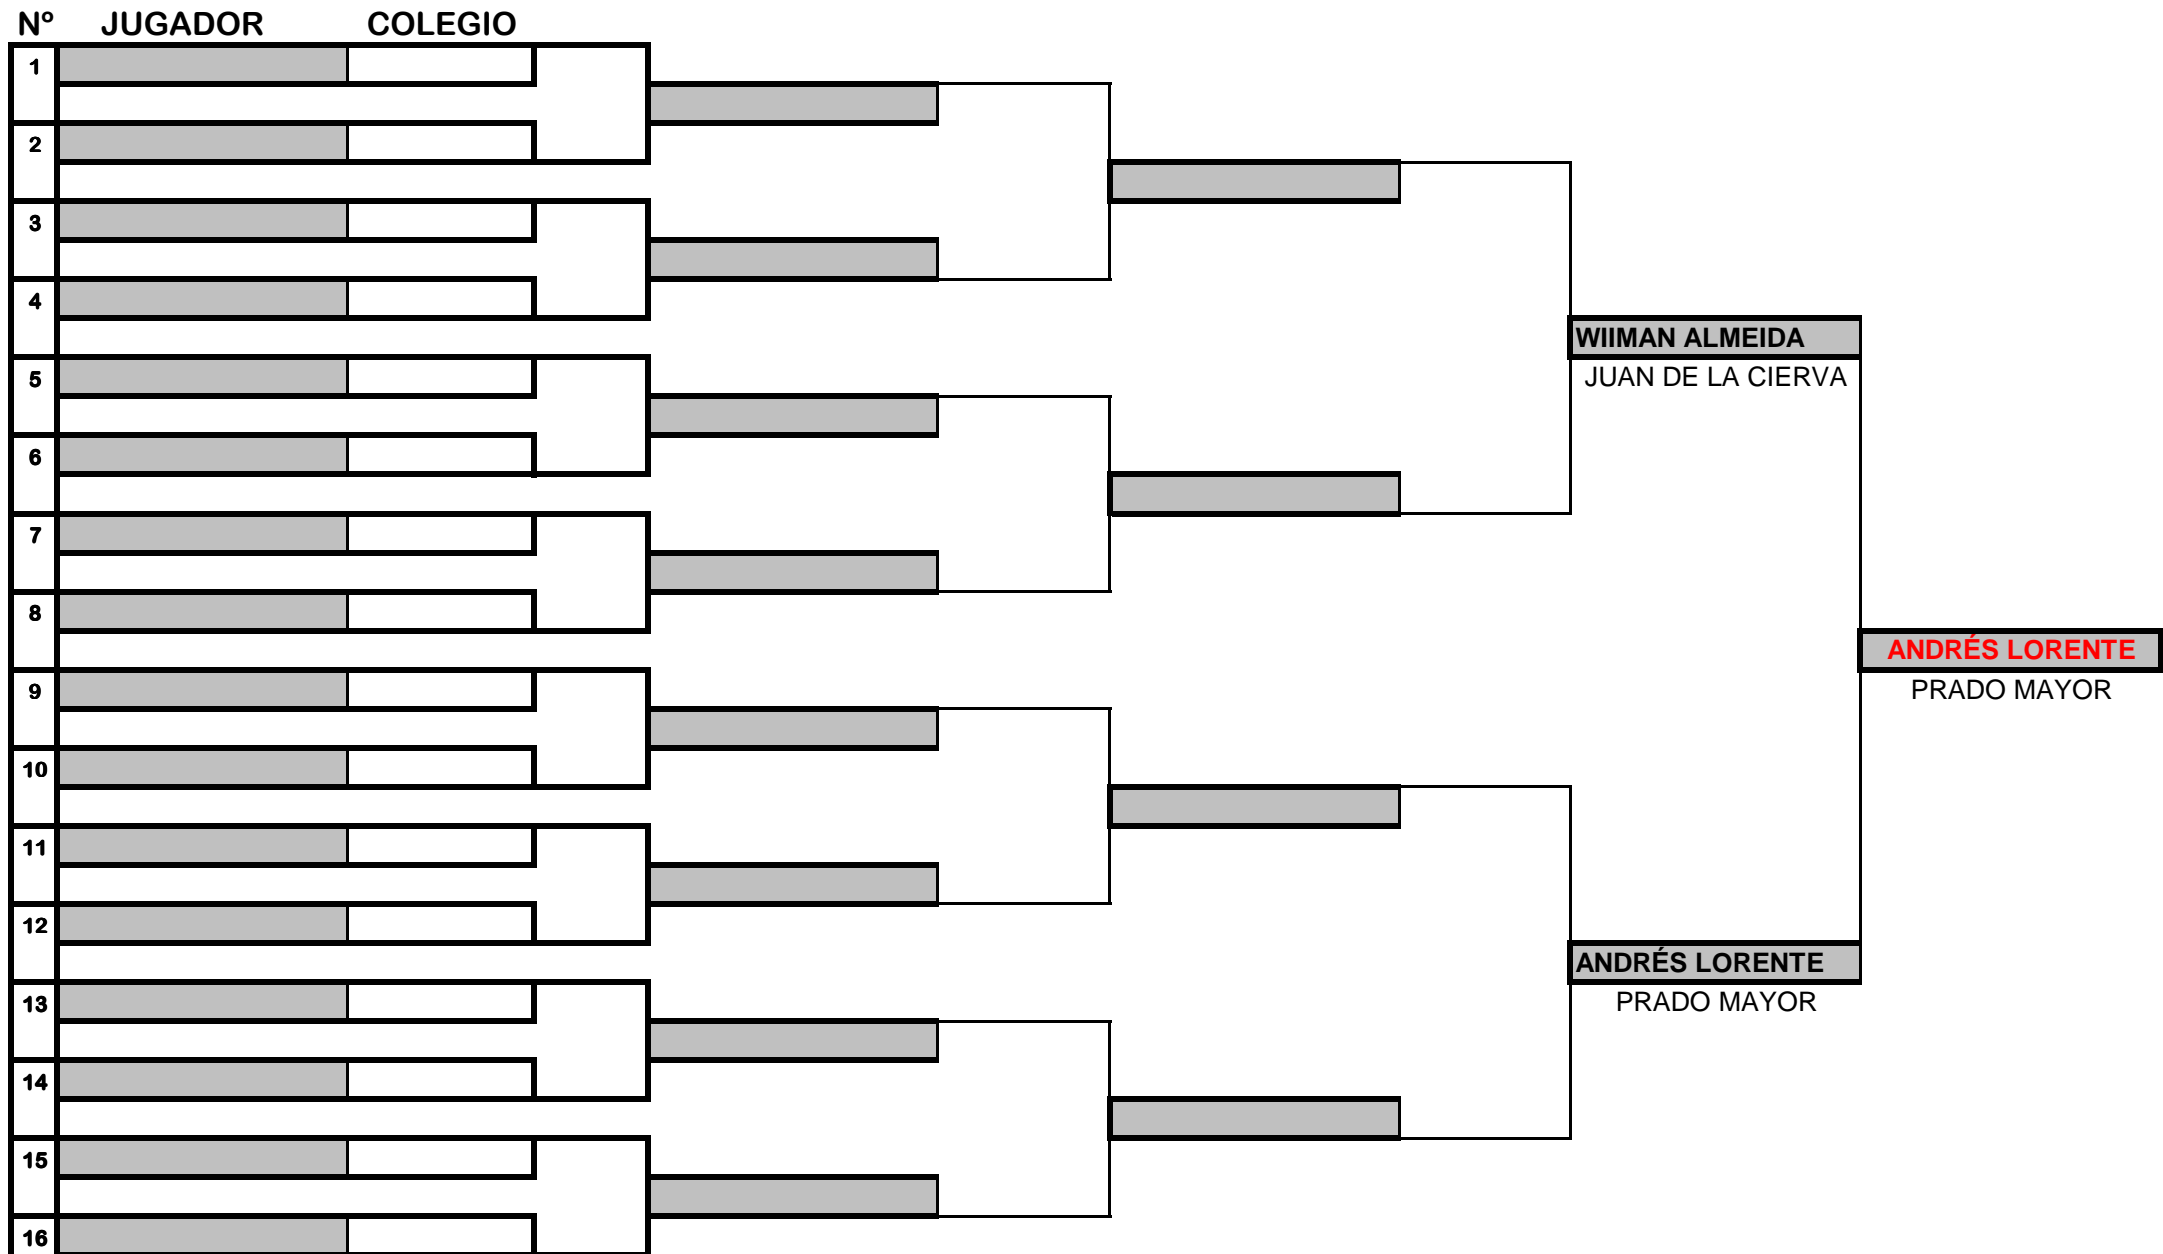 Nº JUGADOR COLEGIO
1
2
3
4
WIIMAN ALMEIDA
JUAN DE LA CIERVA
5
6
7
8
ANDRÉS LORENTE
PRADO MAYOR
9
10
11
12
ANDRÉS LORENTE
PRADO MAYOR
13
14
15
16